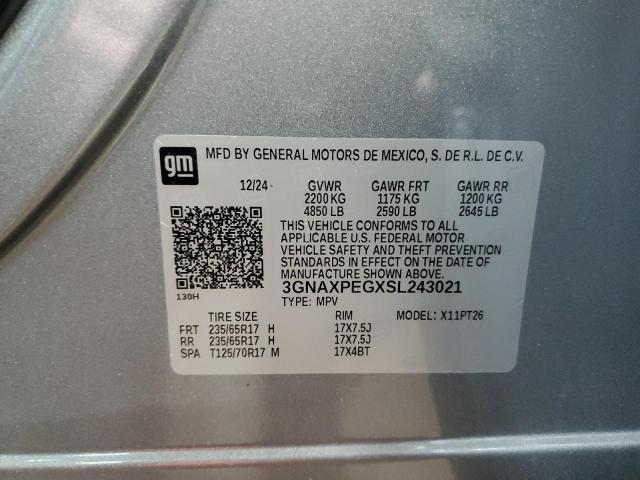 gm
MFD BY GENERAL MOTORS DE MEXICO, S. DE R.L. DE C.V.
12/24 GVWR GAWR FRT GAWR RR
2200 KG 1175 KG 1200 KG
4850 LB 2590 LB 2645 LB
THIS VEHICLE CONFORMS TO ALL
APPLICABLE U.S. FEDERAL MOTOR
VEHICLE SAFETY AND THEFT PREVENTION
STANDARDS IN EFFECT ON THE DATE OF
MANUFACTURE SHOWN ABOVE.
3GNAXPEGXSL243021
130H
TYPE: MPV MODEL: X11PT26
TIRE SIZE RIM
FRT 235/65R17 H 17X7.5J
RR 235/65R17 H 17X7.5J
SPA T125/70R17 M 17X4BT